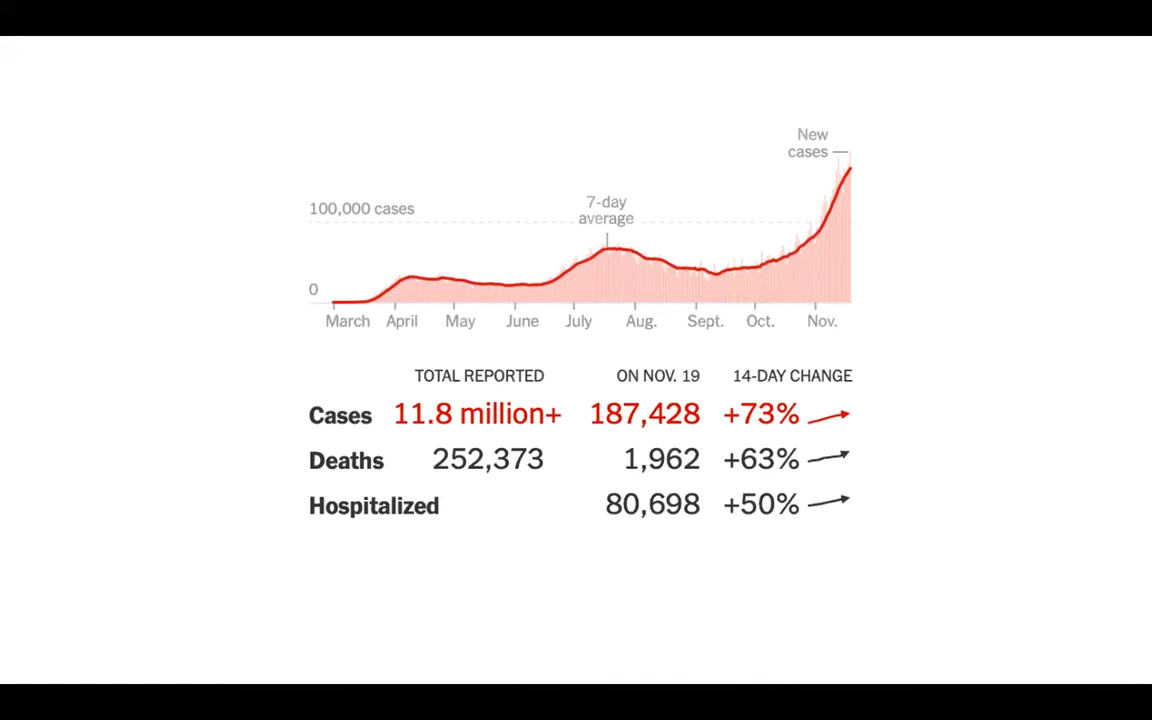 New
cases
7-day
average
100,000 cases
0
March April May June July Aug. Sept. Oct. Nov.
TOTAL REPORTED ON NOV. 19 14-DAY CHANGE
Cases 11.8 million+ 187,428 +73%
Deaths 252,373 1,962 +63%
Hospitalized 80,698 +50%